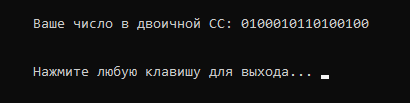 Ваше число в двоичной СС: 0100010110100100
Нажмите любую клавишу для выхода...